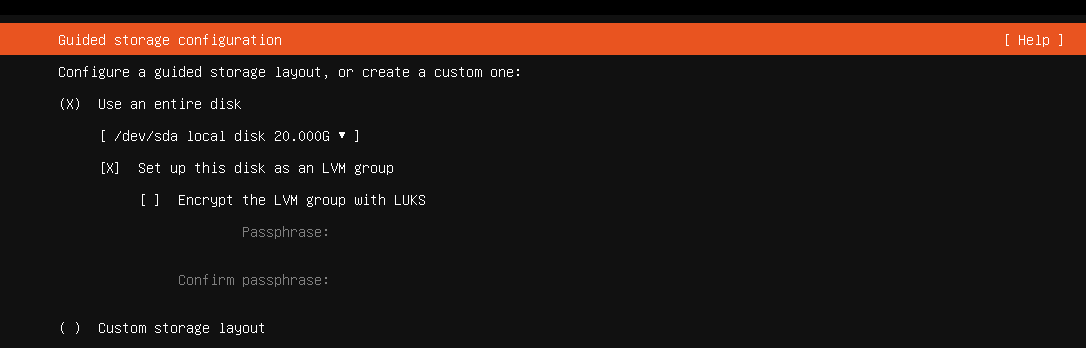 Guided storage configuration [ Help ]
Configure a guided storage layout, or create a custom one:
(X) Use an entire disk
[ /dev/sda local disk 20.000G ▼ ]
[X] Set up this disk as an LVM group
[ ] Encrypt the LVM group with LUKS
Passphrase:
Confirm passphrase:
( ) Custom storage layout